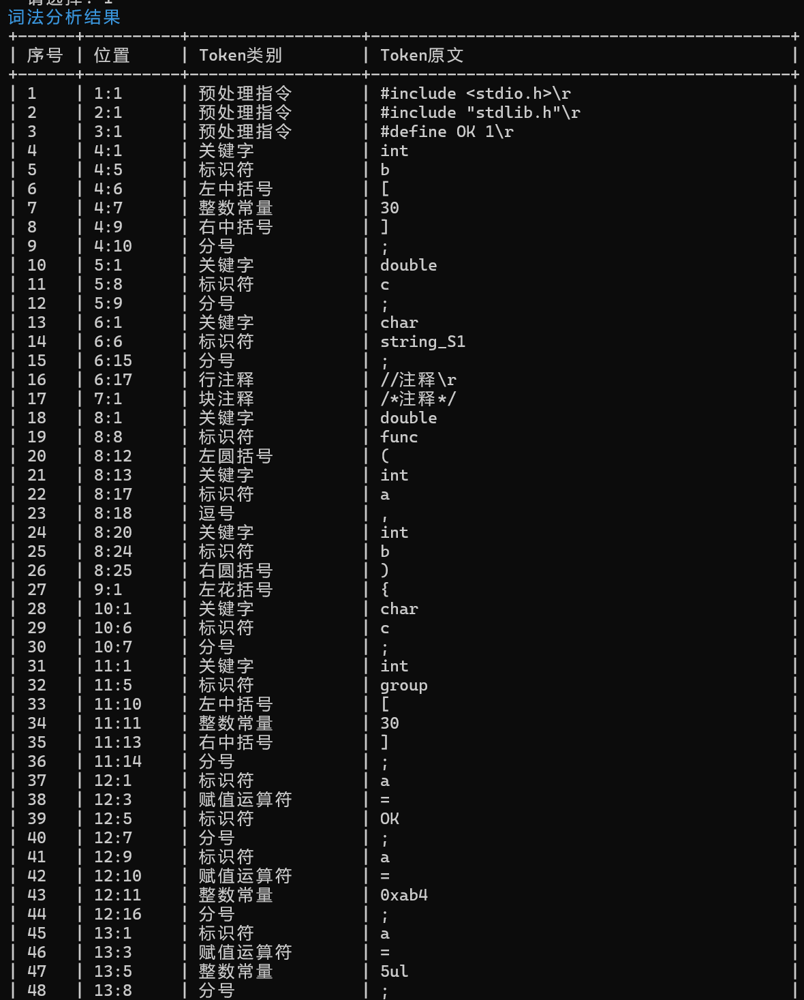 请选择: 1
词法分析结果
+------+----------+------------------+--------------------------------------------+
| 序号 | 位置 | Token类别 | Token原文 |
+------+----------+------------------+--------------------------------------------+
| 1 | 1:1 | 预处理指令 | #include <stdio.h>\r |
| 2 | 2:1 | 预处理指令 | #include "stdlib.h"\r |
| 3 | 3:1 | 预处理指令 | #define OK 1\r |
| 4 | 4:1 | 关键字 | int |
| 5 | 4:5 | 标识符 | b |
| 6 | 4:6 | 左中括号 | [ |
| 7 | 4:7 | 整数常量 | 30 |
| 8 | 4:9 | 右中括号 | ] |
| 9 | 4:10 | 分号 | ; |
| 10 | 5:1 | 关键字 | double |
| 11 | 5:8 | 标识符 | c |
| 12 | 5:9 | 分号 | ; |
| 13 | 6:1 | 关键字 | char |
| 14 | 6:6 | 标识符 | string_S1 |
| 15 | 6:15 | 分号 | ; |
| 16 | 6:17 | 行注释 | //注释\r |
| 17 | 7:1 | 块注释 | /*注释*/ |
| 18 | 8:1 | 关键字 | double |
| 19 | 8:8 | 标识符 | func |
| 20 | 8:12 | 左圆括号 | ( |
| 21 | 8:13 | 关键字 | int |
| 22 | 8:17 | 标识符 | a |
| 23 | 8:18 | 逗号 | , |
| 24 | 8:20 | 关键字 | int |
| 25 | 8:24 | 标识符 | b |
| 26 | 8:25 | 右圆括号 | ) |
| 27 | 9:1 | 左花括号 | { |
| 28 | 10:1 | 关键字 | char |
| 29 | 10:6 | 标识符 | c |
| 30 | 10:7 | 分号 | ; |
| 31 | 11:1 | 关键字 | int |
| 32 | 11:5 | 标识符 | group |
| 33 | 11:10 | 左中括号 | [ |
| 34 | 11:11 | 整数常量 | 30 |
| 35 | 11:13 | 右中括号 | ] |
| 36 | 11:14 | 分号 | ; |
| 37 | 12:1 | 标识符 | a |
| 38 | 12:3 | 赋值运算符 | = |
| 39 | 12:5 | 标识符 | OK |
| 40 | 12:7 | 分号 | ; |
| 41 | 12:9 | 标识符 | a |
| 42 | 12:10 | 赋值运算符 | = |
| 43 | 12:11 | 整数常量 | 0xab4 |
| 44 | 12:16 | 分号 | ; |
| 45 | 13:1 | 标识符 | a |
| 46 | 13:3 | 赋值运算符 | = |
| 47 | 13:5 | 整数常量 | 5ul |
| 48 | 13:8 | 分号 | ; |